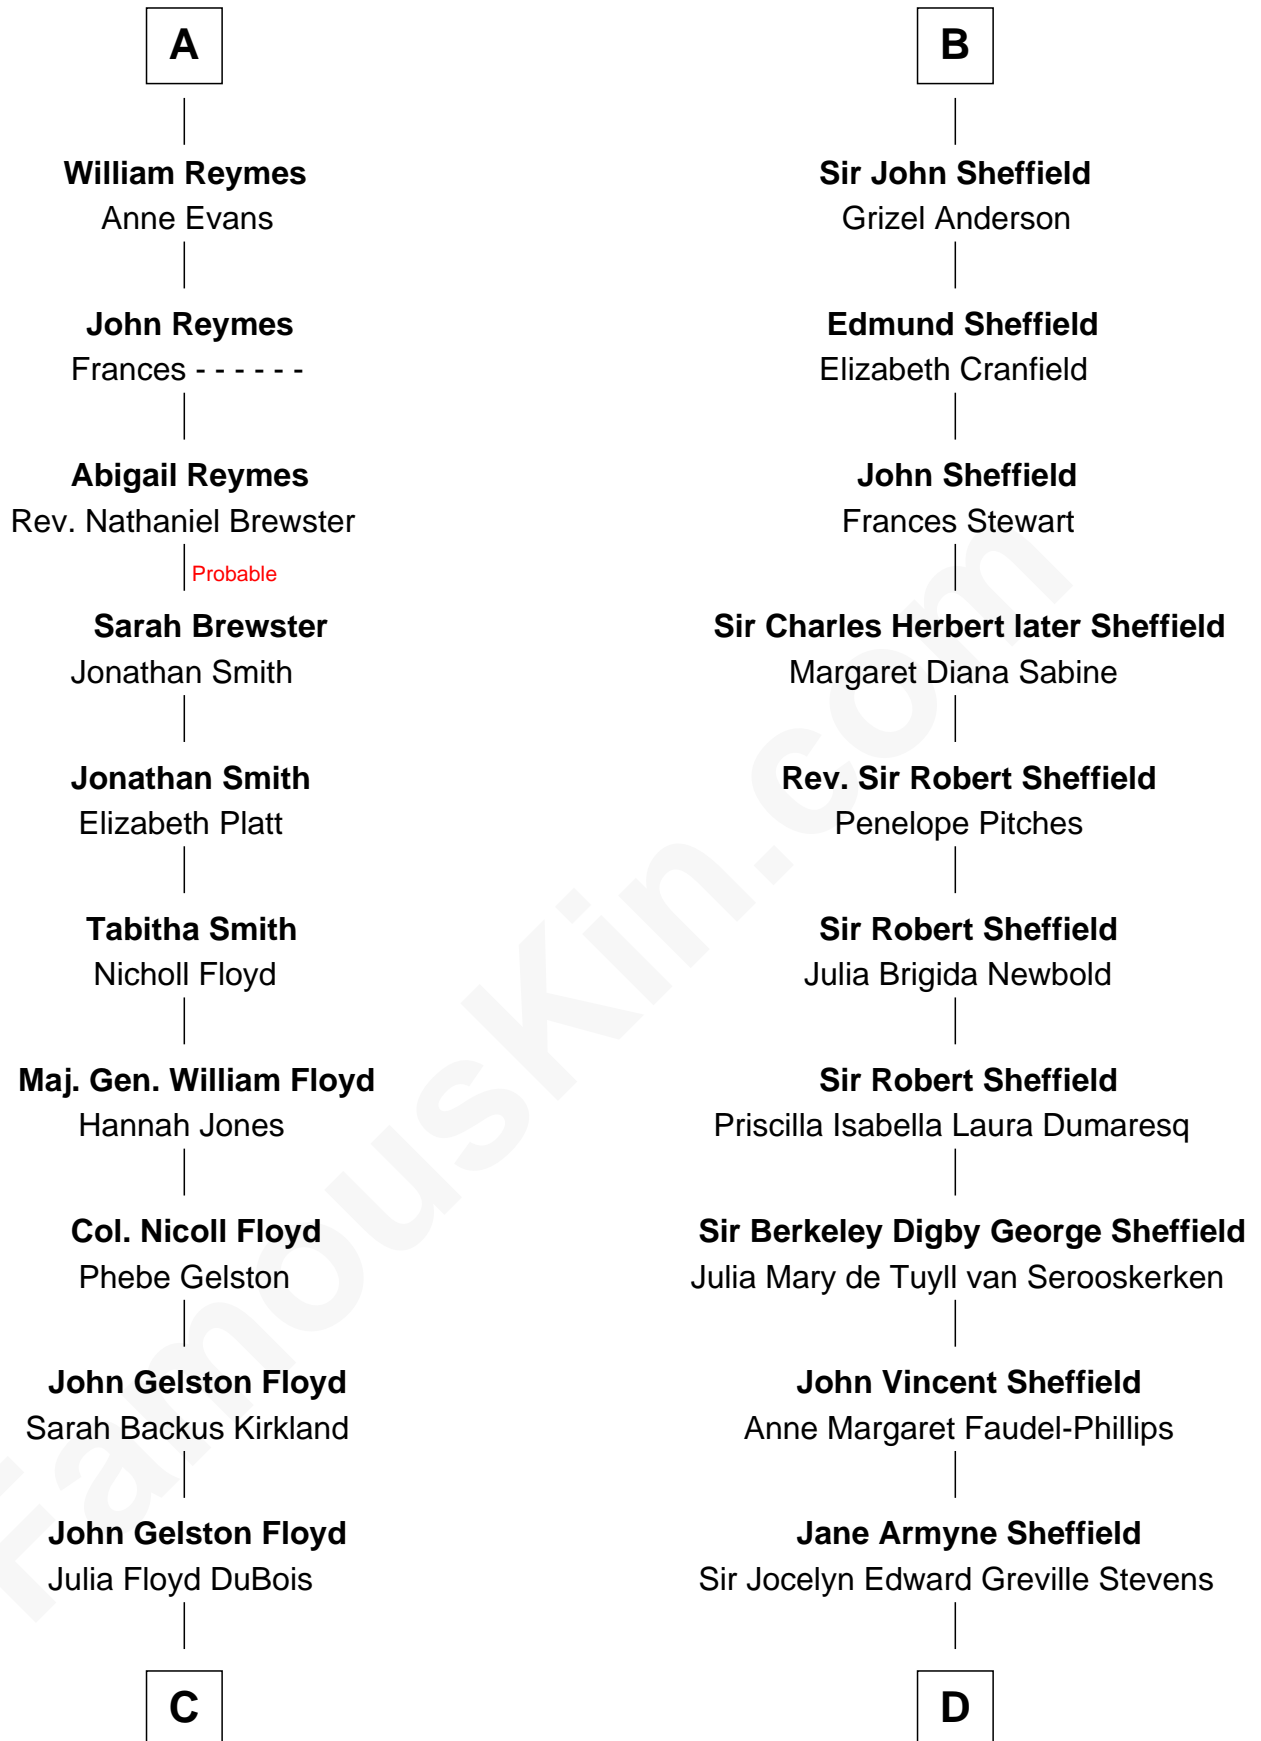 A
William Reymes
Anne Evans
John Reymes
Frances - - - - - -
Abigail Reymes
Rev. Nathaniel Brewster
Probable
Sarah Brewster
Jonathan Smith
Jonathan Smith
Elizabeth Platt
Tabitha Smith
Nicholl Floyd
Maj. Gen. William Floyd
Hannah Jones
Col. Nicoll Floyd
Phebe Gelston
John Gelston Floyd
Sarah Backus Kirkland
John Gelston Floyd
Julia Floyd DuBois
C
B
Sir John Sheffield
Grizel Anderson
Edmund Sheffield
Elizabeth Cranfield
John Sheffield
Frances Stewart
Sir Charles Herbert later Sheffield
Margaret Diana Sabine
Rev. Sir Robert Sheffield
Penelope Pitches
Sir Robert Sheffield
Julia Brigida Newbold
Sir Robert Sheffield
Priscilla Isabella Laura Dumaresq
Sir Berkeley Digby George Sheffield
Julia Mary de Tuyll van Serooskerken
John Vincent Sheffield
Anne Margaret Faudel-Phillips
Jane Armyne Sheffield
Sir Jocelyn Edward Greville Stevens
D
FamousKin.com